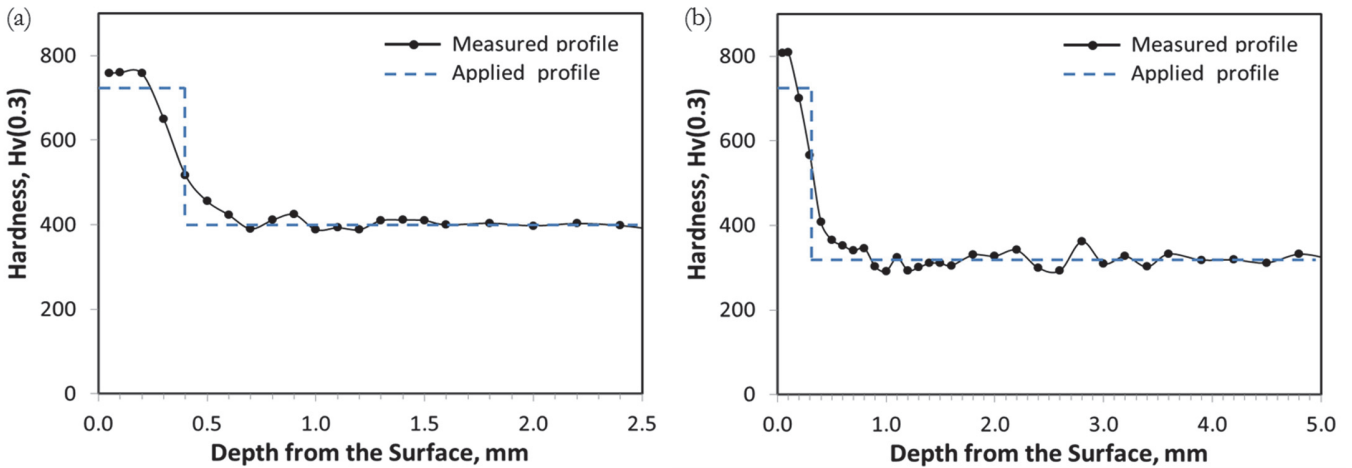 (a)
Measured profile
Applied profile
800
600
400
200
0
Hardness, Hv(0.3)
0.0 0.5 1.0 1.5 2.0 2.5
Depth from the Surface, mm
(b)
Measured profile
Applied profile
800
600
400
200
0
Hardness, Hv(0.3)
0.0 1.0 2.0 3.0 4.0 5.0
Depth from the Surface, mm